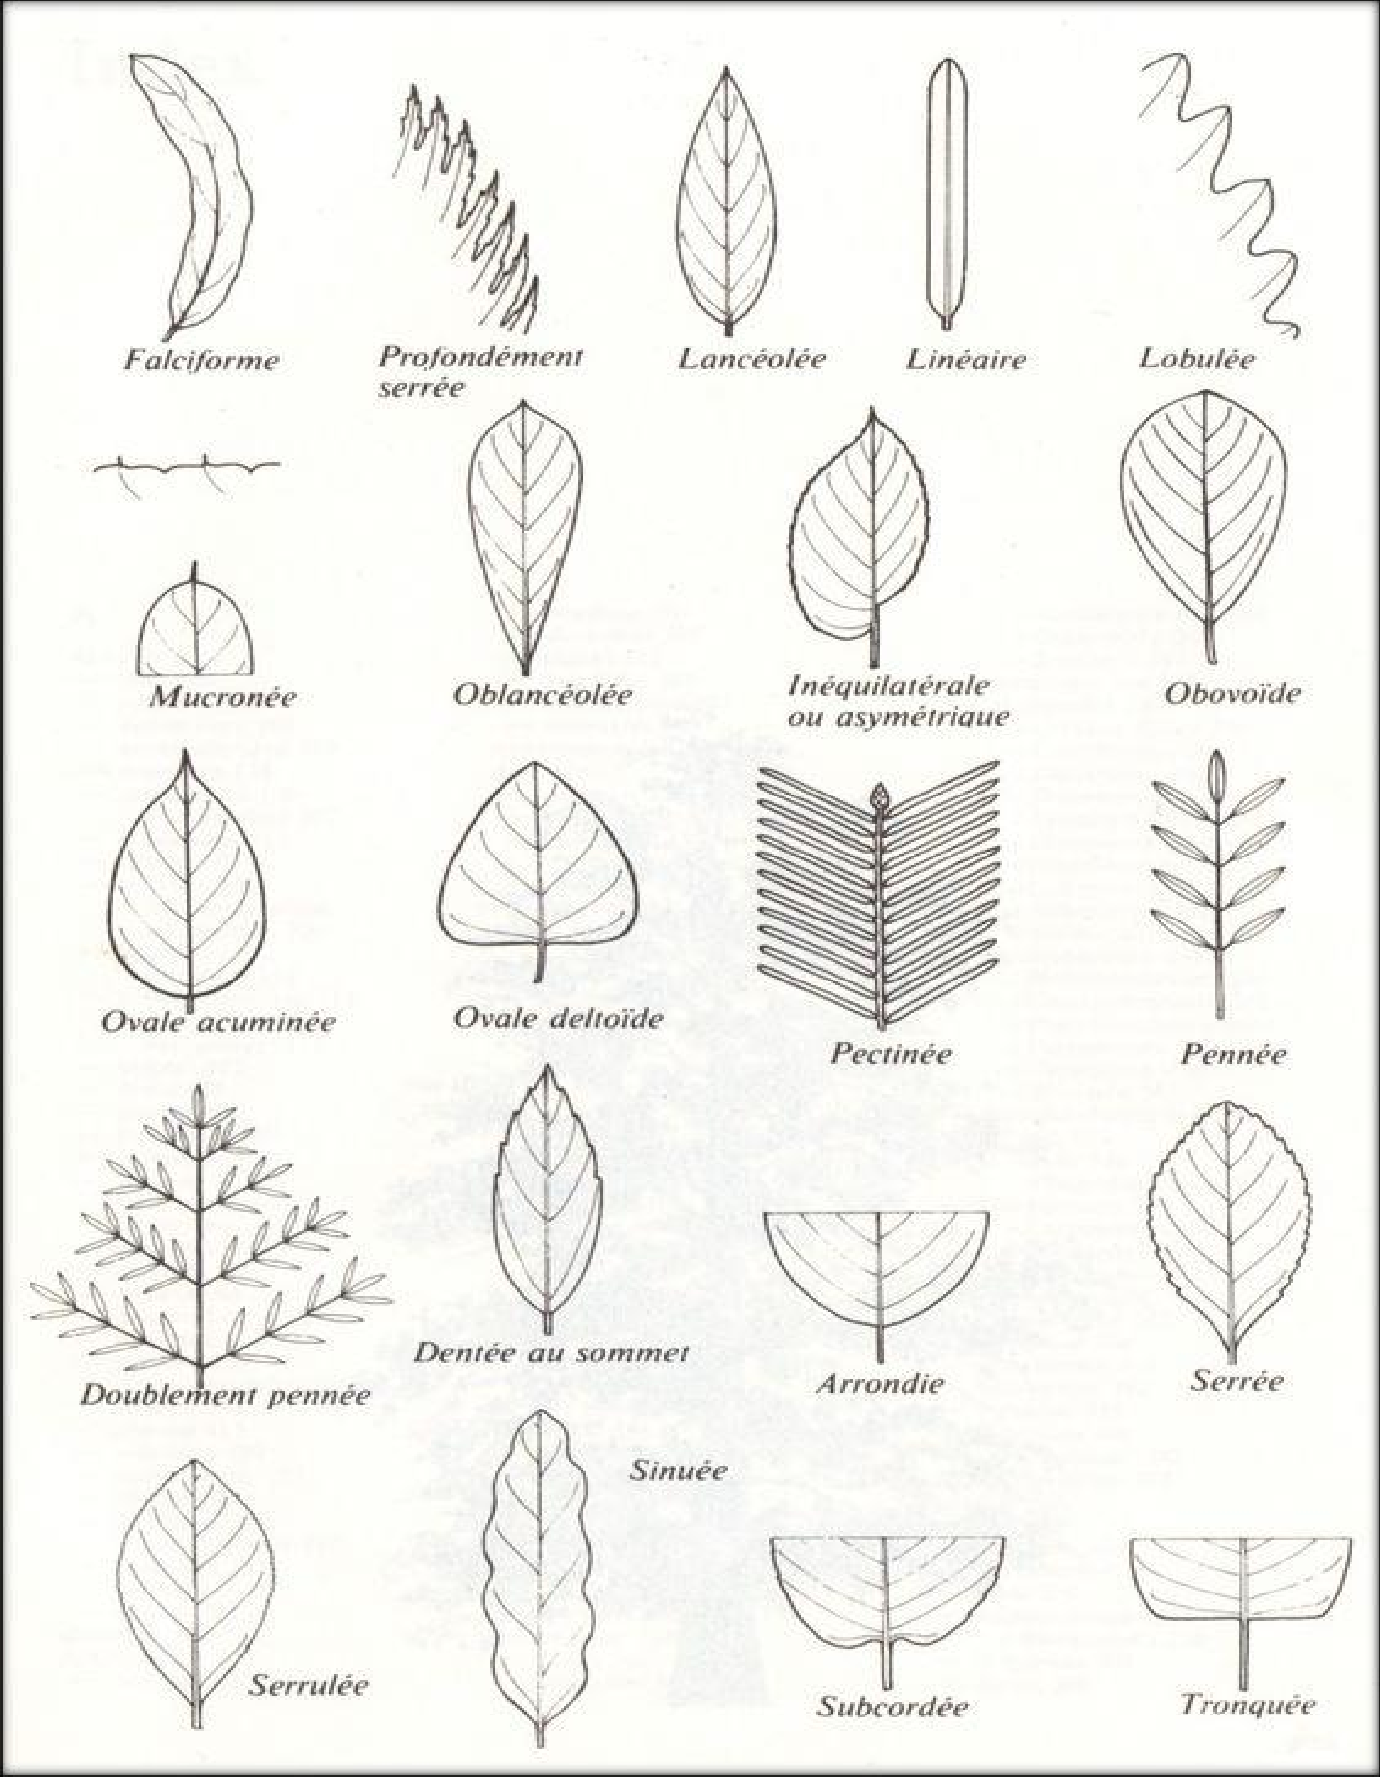 Falciforme
Profondément
serrée
Lancéolée
Linéaire
Lobulée
Mucronée
Oblancéolée
Inéquilatérale
ou asymétrique
Obovoïde
Ovale acuminée
Ovale deltoïde
Pectinée
Pennée
Doublement pennée
Dentée au sommet
Arrondie
Serrée
Sinuée
Serrulée
Subcordée
Tronquée